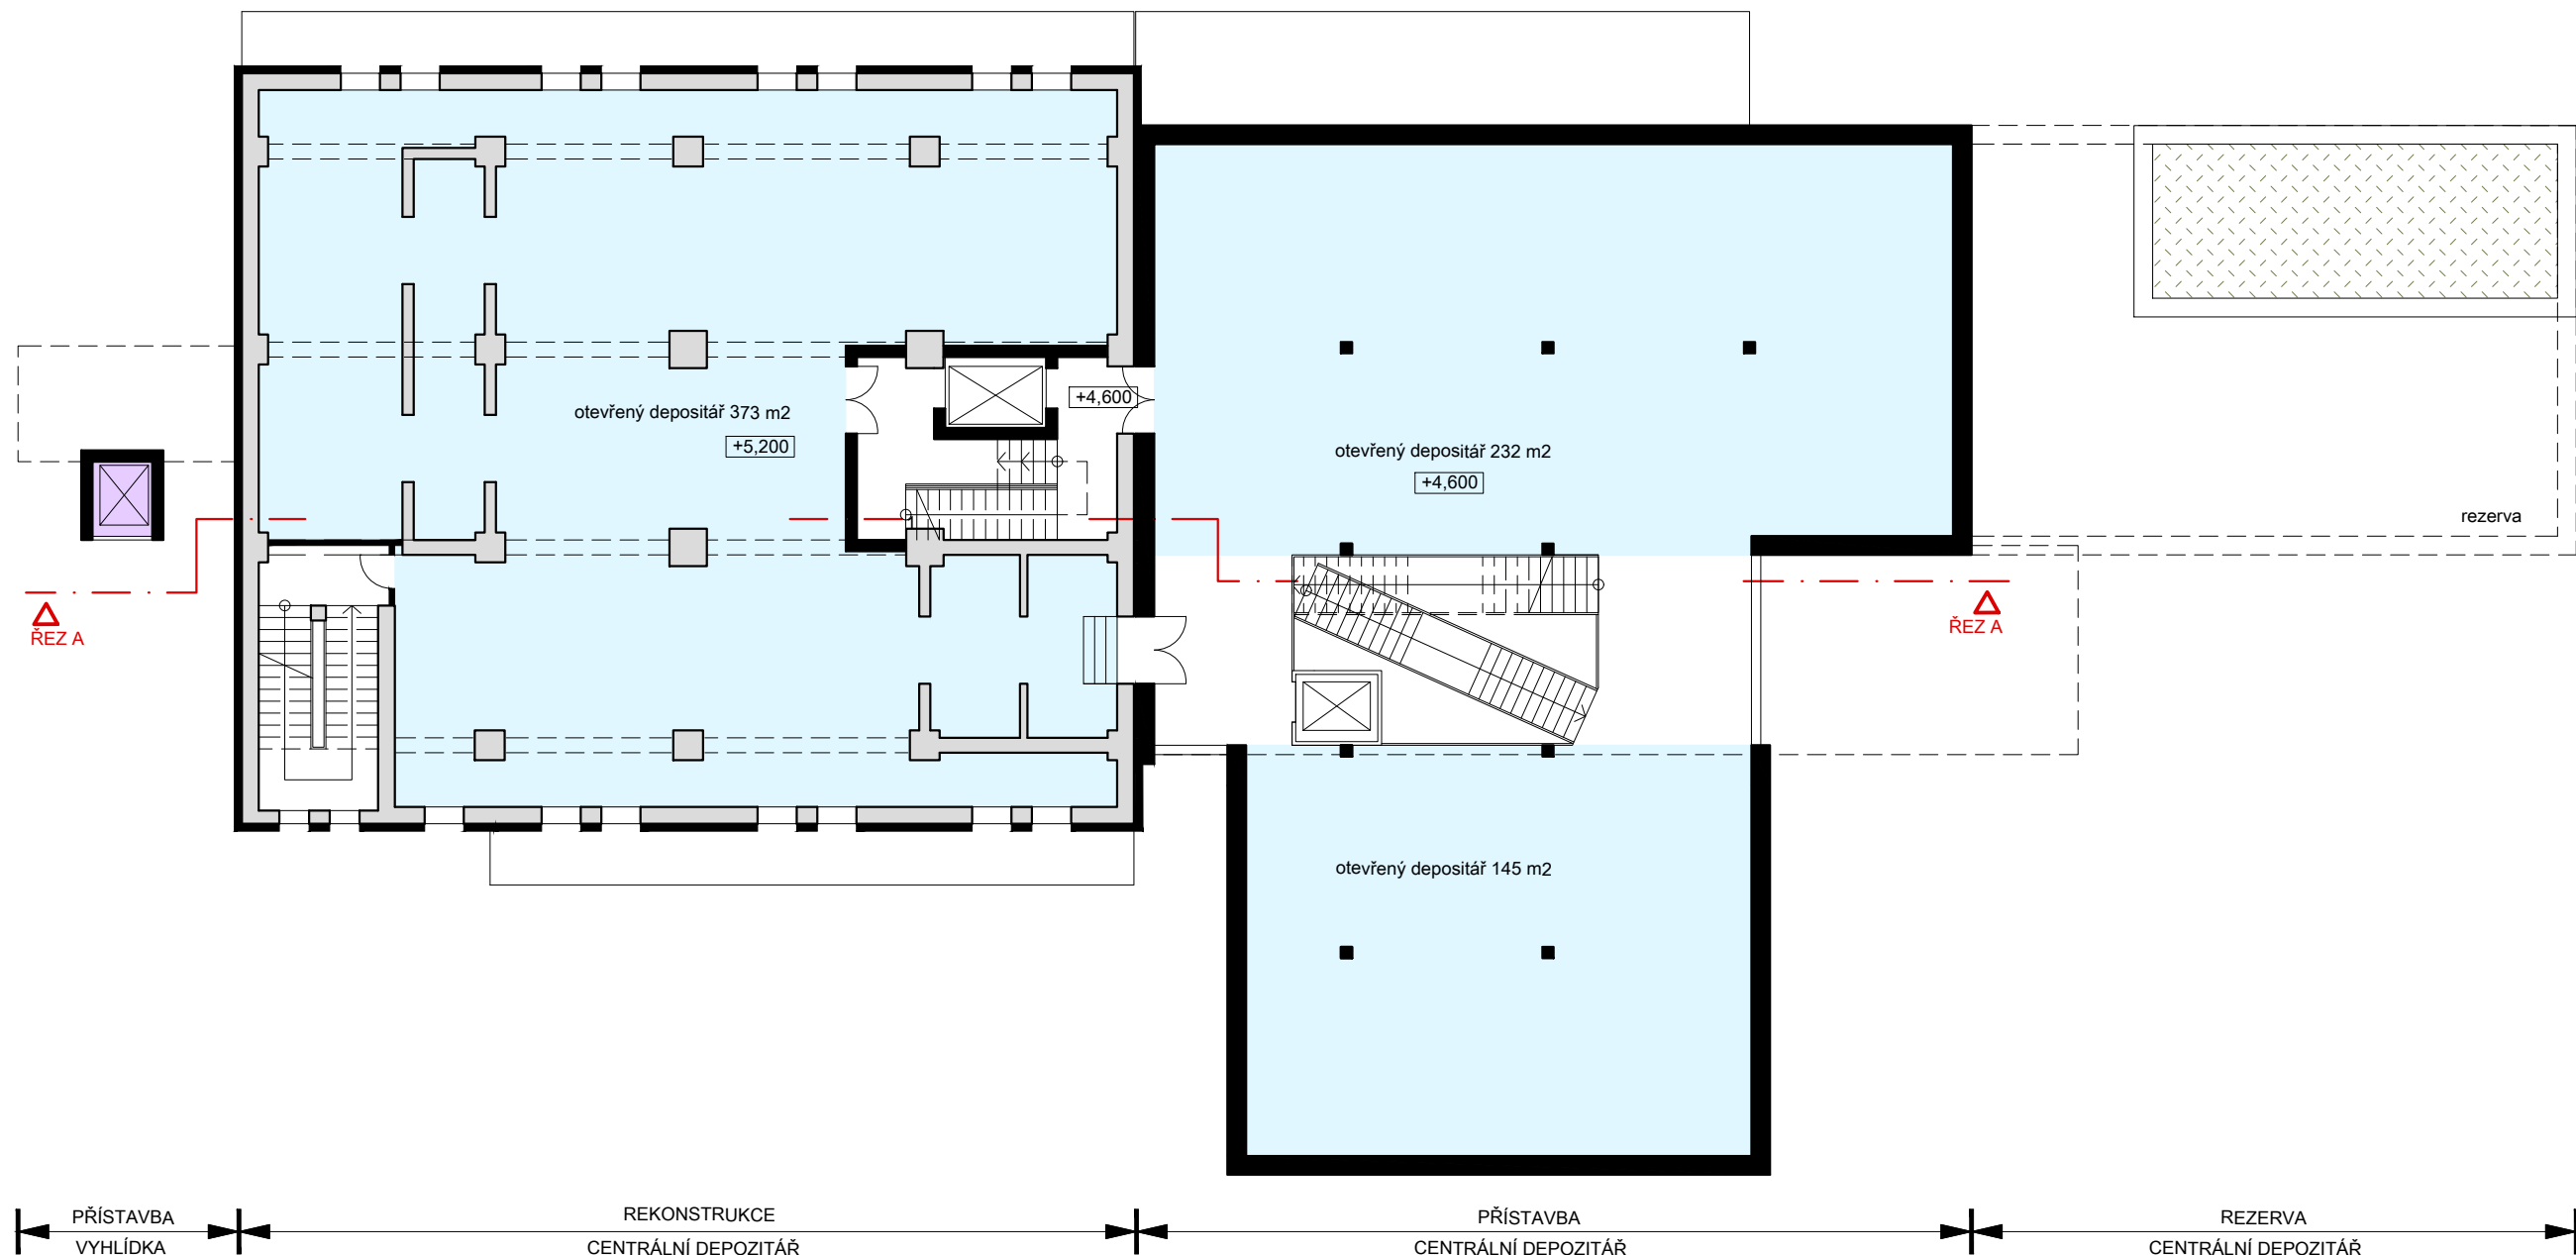 +4,600
otevřený depositář 373 m2
+5,200
otevřený depositář 232 m2
+4,600
rezerva
ŘEZ A
ŘEZ A
otevřený depositář 145 m2
PŘÍSTAVBA
VYHLÍDKA
REKONSTRUKCE
CENTRÁLNÍ DEPOZITÁŘ
PŘÍSTAVBA
CENTRÁLNÍ DEPOZITÁŘ
REZERVA
CENTRÁLNÍ DEPOZITÁŘ